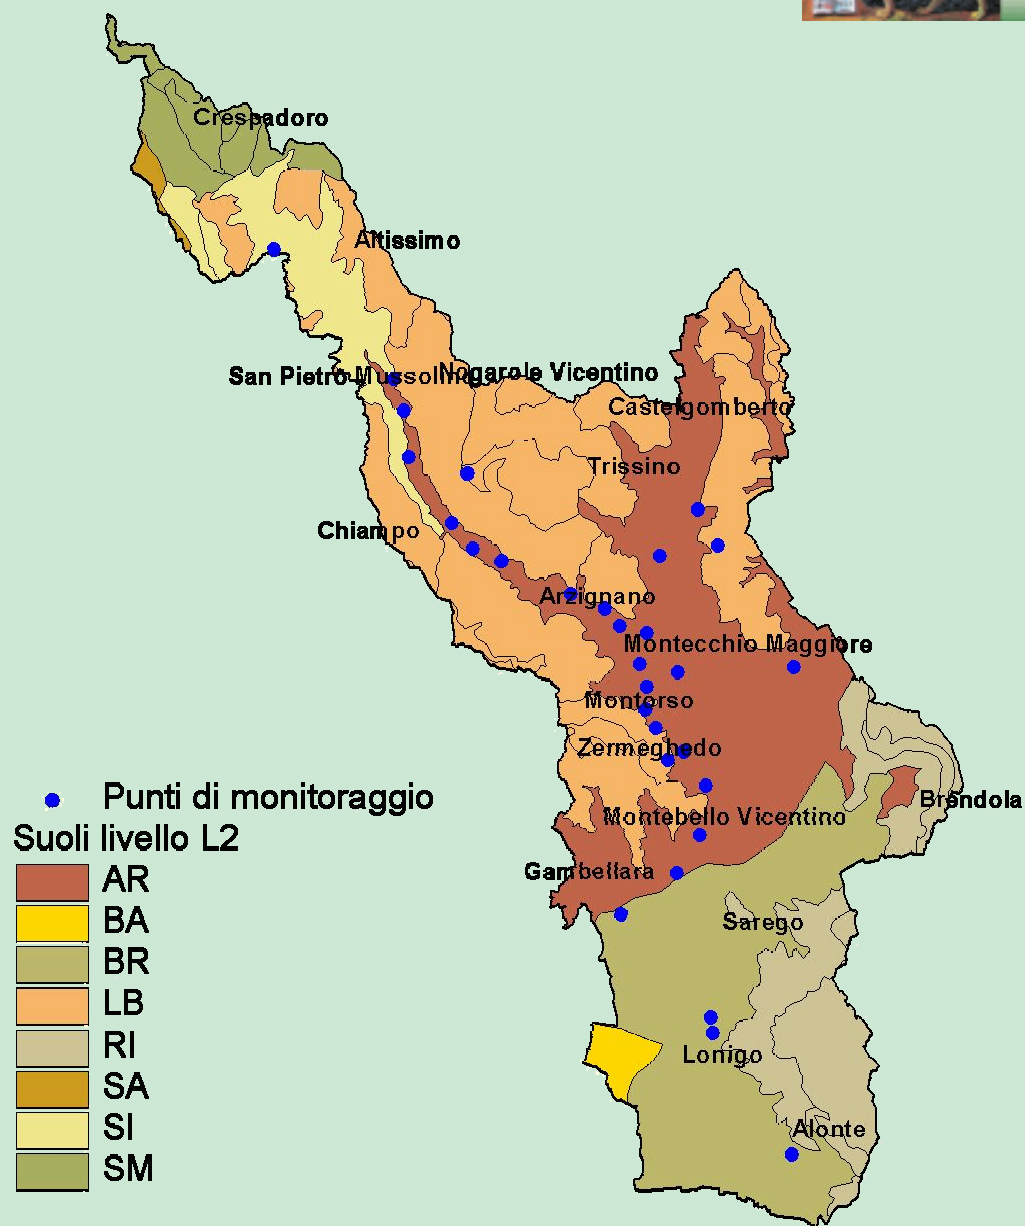 Crespadoro
Altissimo
San Pietro Mussolino
Nogarole Vicentino
Castelgomberto
Trissino
Chiampo
Arzignano
Montecchio Maggiore
Montorso
Zermeghedo
Punti di monitoraggio
Brendola
Montebello Vicentino
Suoli livello L2
Gambellara
AR
BA
Sarego
BR
LB
RI
Lonigo
SA
SI
Alonte
SM